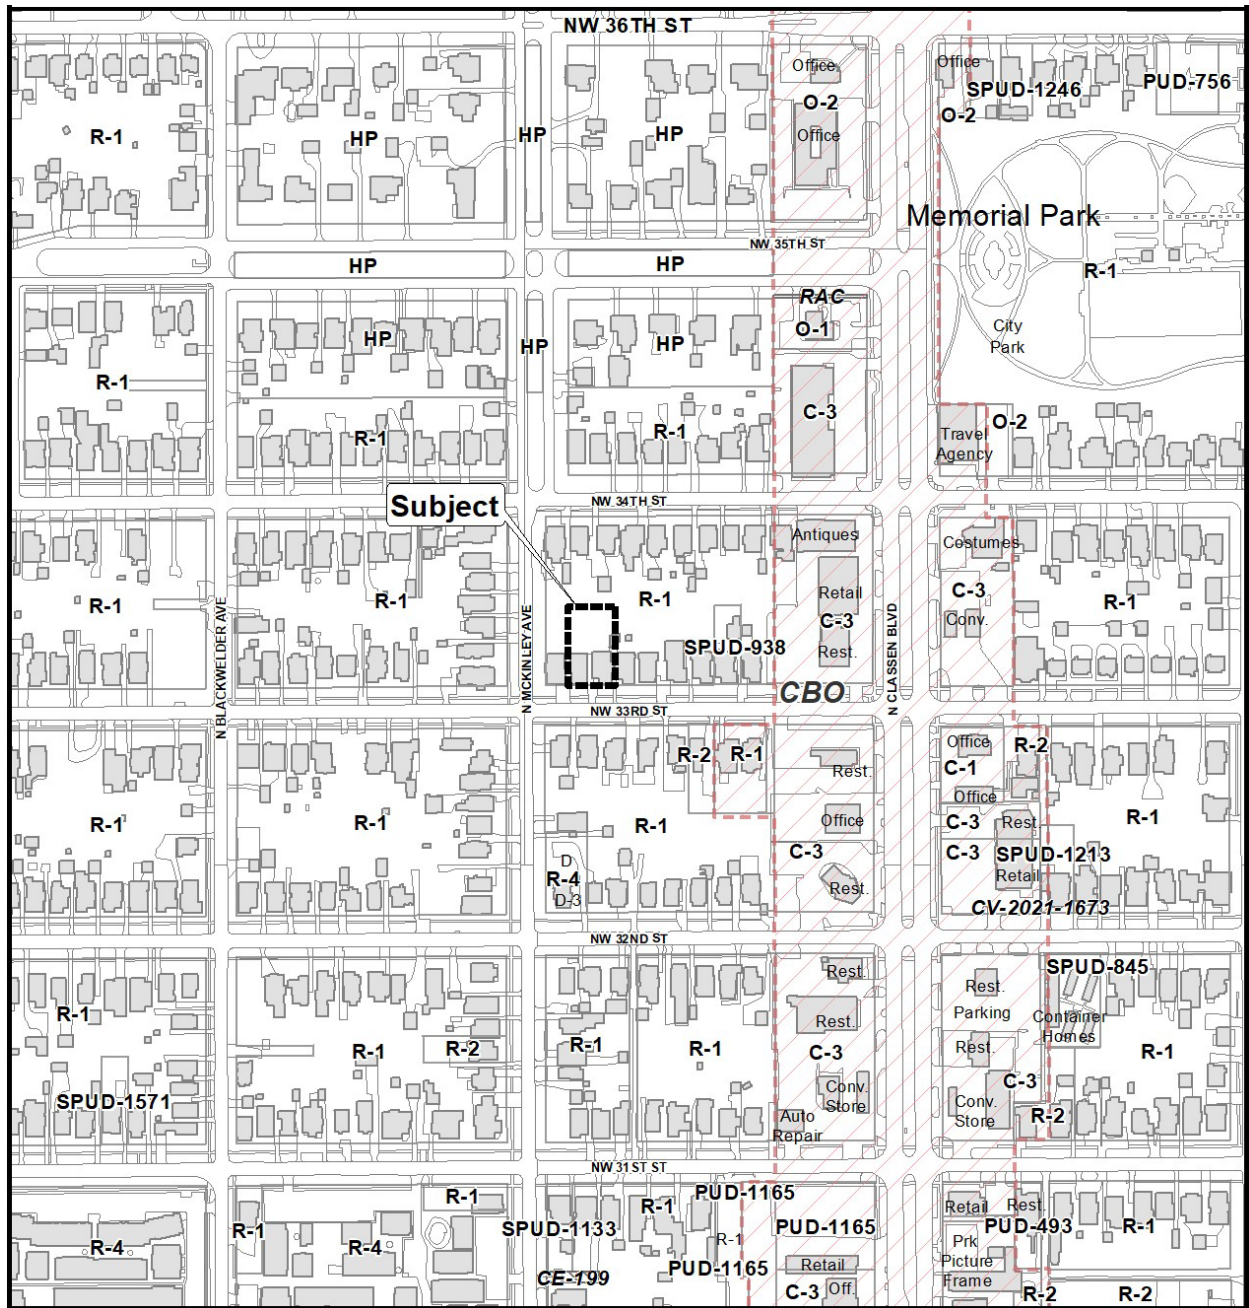 NW 36TH ST
Office
Office
SPUD-1246
PUD-756
O-2
O-2
R-1
HP
HP
HP
Office
Memorial Park
NW 35TH ST
HP
HP
R-1
RAC
O-1
City
Park
HP
HP
HP
R-1
C-3
O-2
R-1
R-1
Travel
Agency
Subject
NW 34TH ST
Antiques
Costumes
Retail
C-3
R-1
R-1
R-1
R-1
C-3
Conv.
Rest.
SPUD-938
N BLACKWELDER AVE
N MCKINLEY AVE
N CLASSEN BLVD
CBO
NW 33RD ST
R-2
R-1
Rest.
Office
R-2
C-1
Office
R-1
R-1
R-1
Office
C-3
Rest.
R-1
C-3
C-3
SPUD-1213
D
R-4
D-3
Rest.
Retail
CV-2021-1673
NW 32ND ST
Rest.
SPUD-845
Rest.
R-1
Rest.
Parking
Container
Homes
R-1
R-2
R-1
R-1
C-3
Rest.
R-1
SPUD-1571
Conv.
Store
C-3
Conv.
Store
Auto
Repair
R-2
NW 31ST ST
R-1
R-1
PUD-1165
Retail
Rest.
R-1
R-4
R-4
SPUD-1133
R-1
PUD-1165
PUD-493
R-1
Prk
Picture
Frame
CE-199
PUD-1165
Retail
C-3
Off.
R-2
R-2